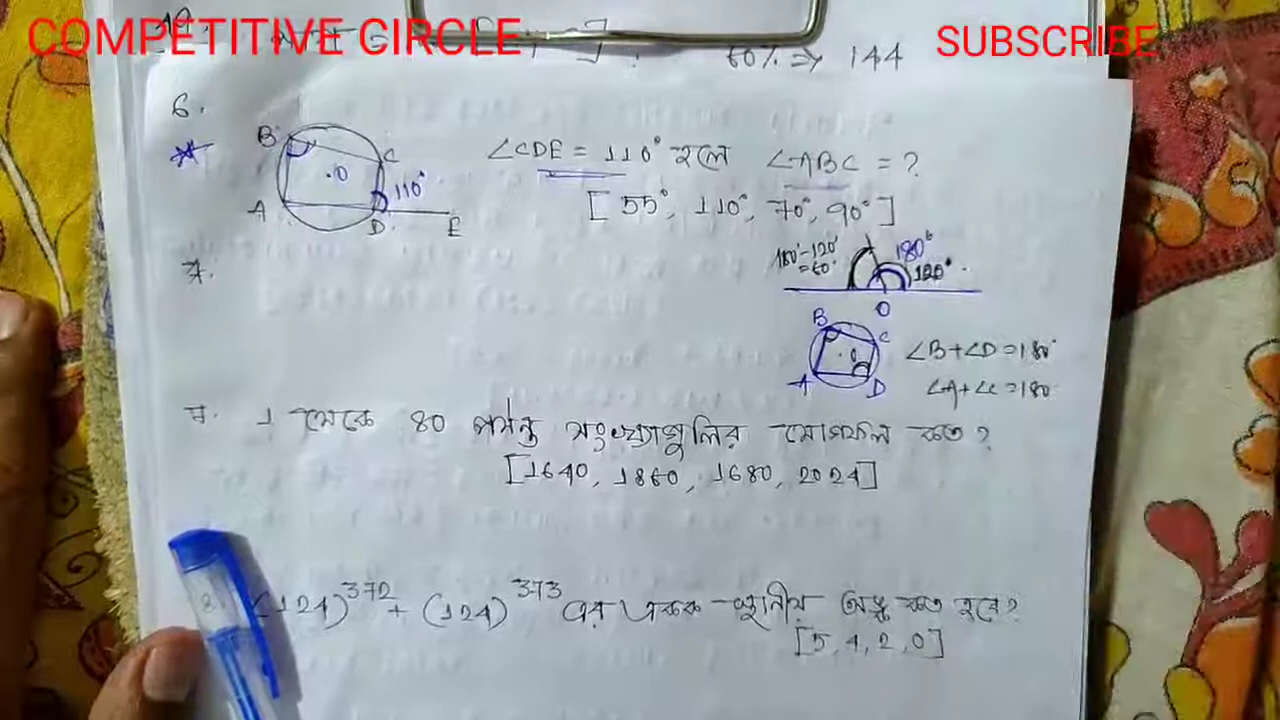 COMPETITIVE CIRCLE
SUBSCRIBE
60% => 144
6.
B C O 110° A D E
∠CDE = 110° হলে ∠ABC = ?
[55°, 110°, 70°, 90°]
7.
180°-120°
=60°
180°
120°
O
B C A D
∠B+∠D=180°
∠A+∠C=180
1 থেকে 80 পর্যন্ত সংখ্যাগুলির যোগফল কত ?
[1640, 1860, 1680, 2024]
(124)^372 + (124)^373 এর একক স্থানীয় অঙ্ক কত হবে?
[5, 4, 2, 0]